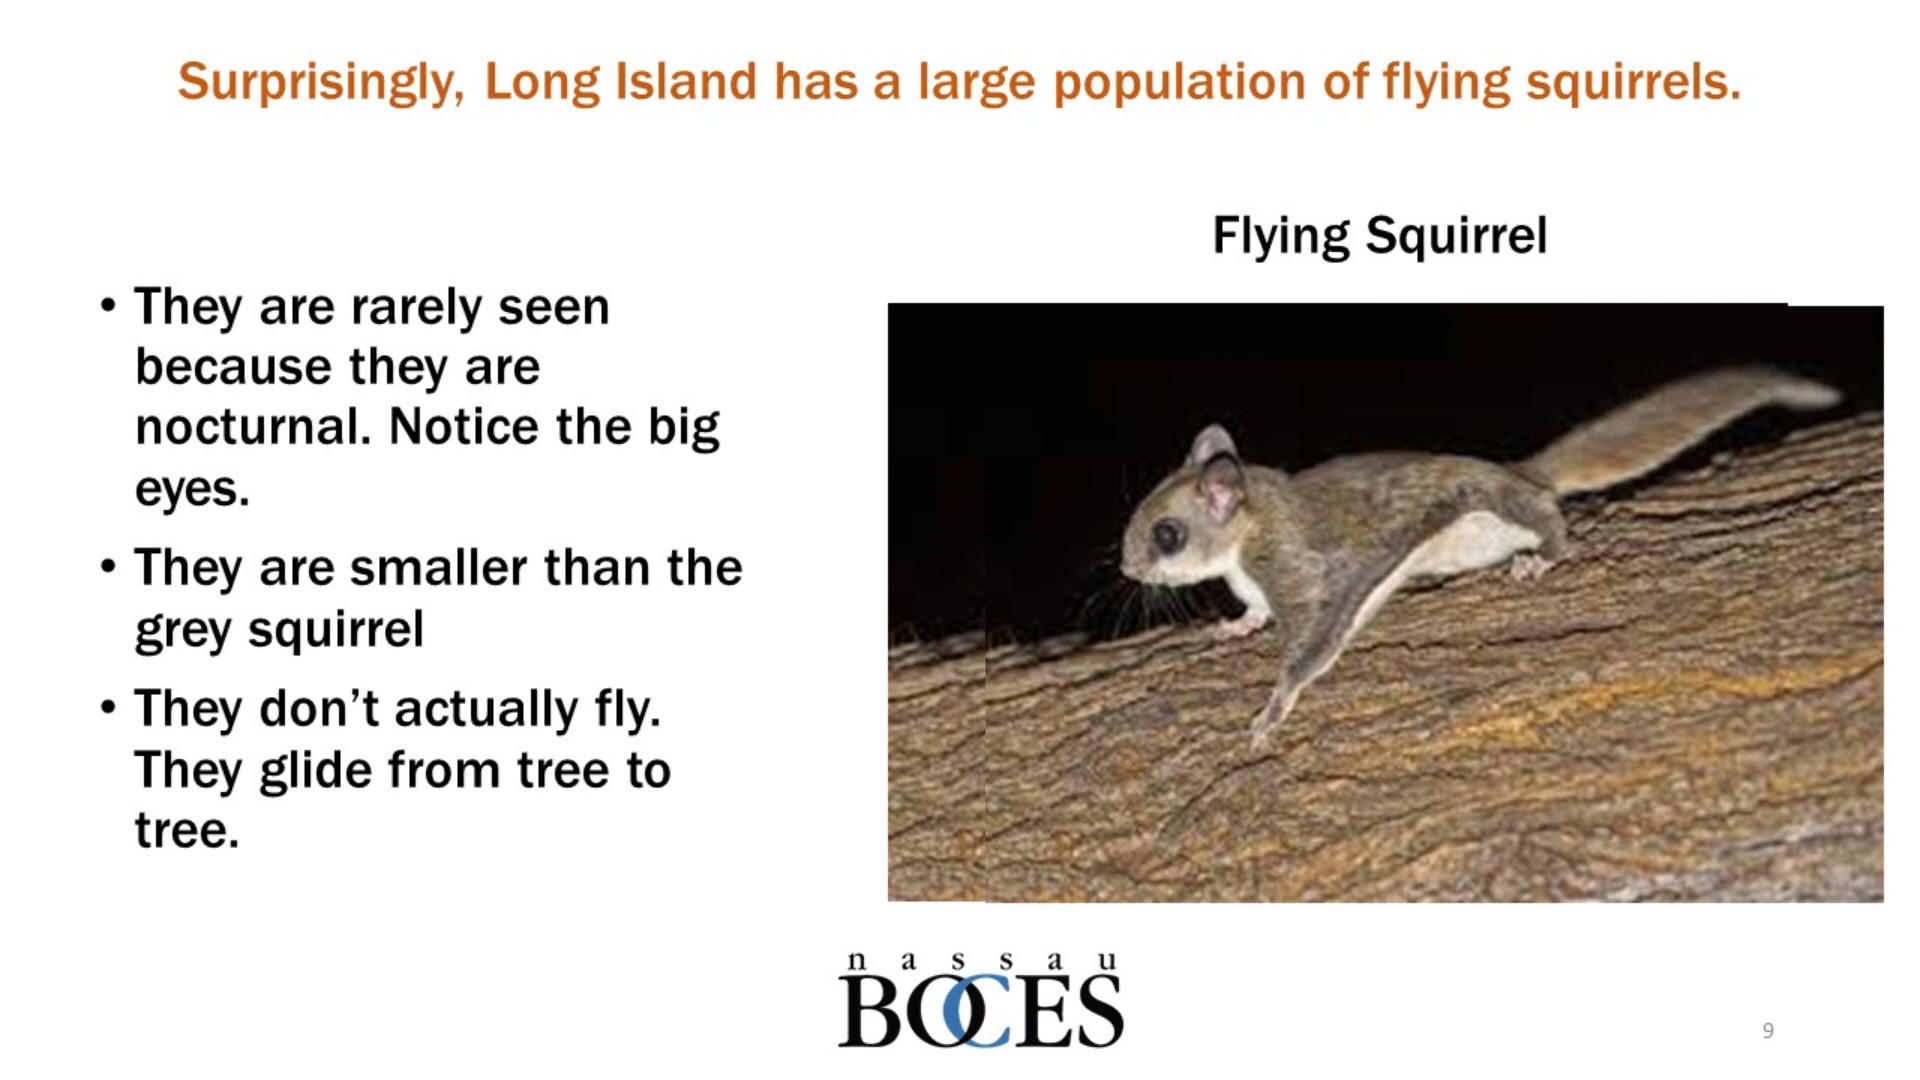 Surprisingly, Long Island has a large population of flying squirrels.
Flying Squirrel
• They are rarely seen
because they are
nocturnal. Notice the big
eyes.
• They are smaller than the
grey squirrel
• They don’t actually fly.
They glide from tree to
tree.
nassau
BOCES
9